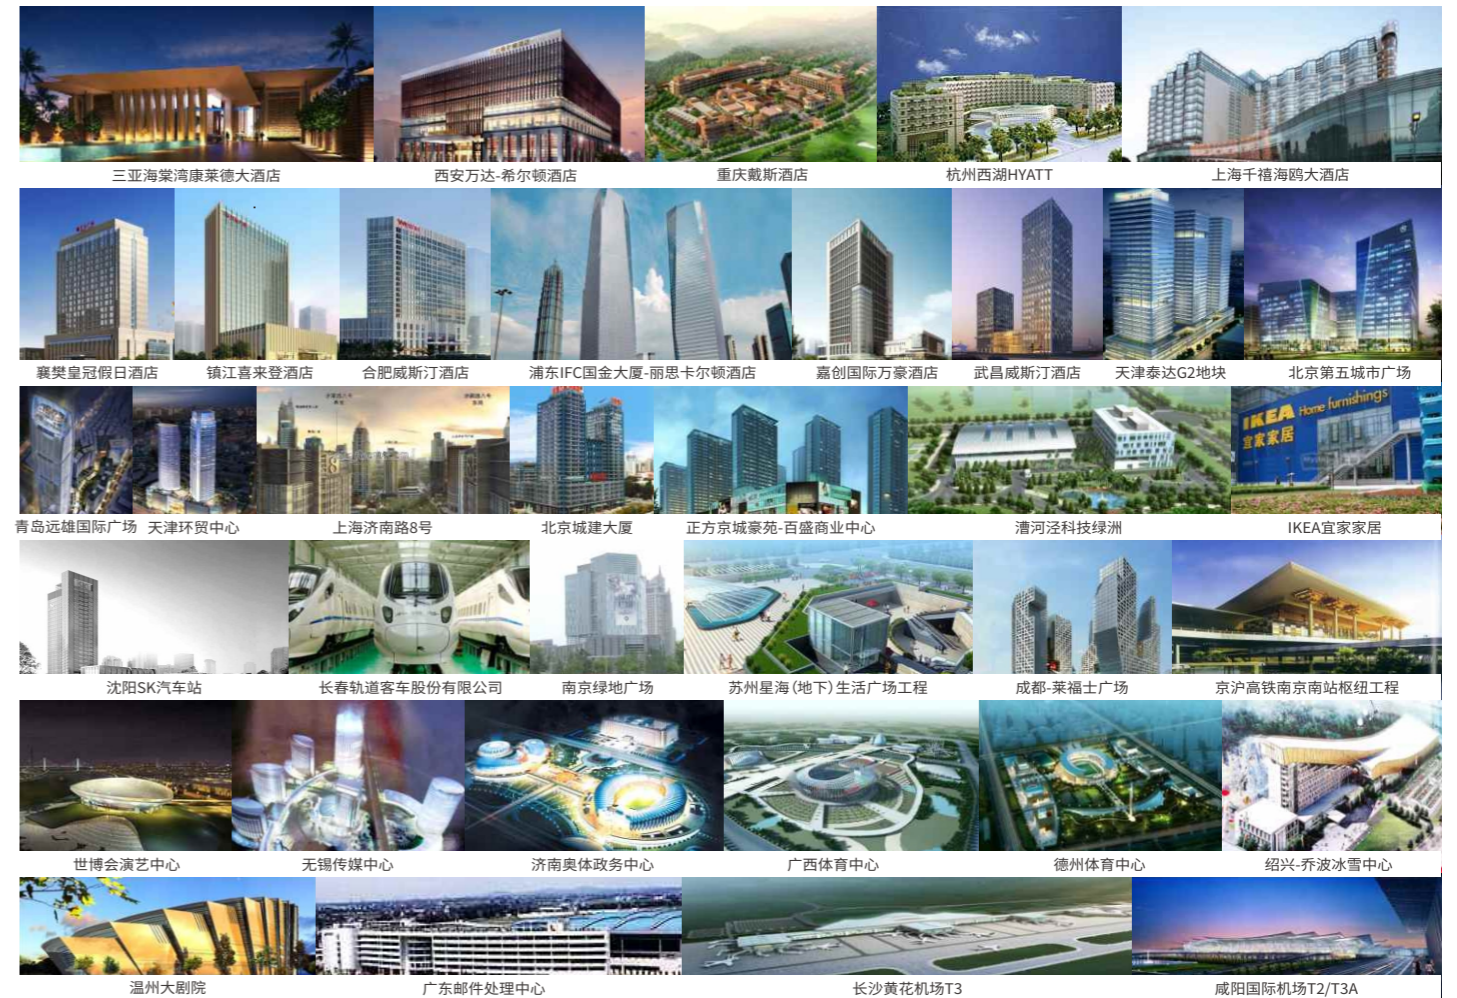 三亚海棠湾康莱德大酒店
西安万达-希尔顿酒店
重庆戴斯酒店
杭州西湖HYATT
上海千禧海鸥大酒店
襄樊皇冠假日酒店
镇江喜来登酒店
合肥威斯汀酒店
浦东IFC国金大厦-丽思卡尔顿酒店
嘉创国际万豪酒店
武昌威斯汀酒店
天津泰达G2地块
北京第五城市广场
IKEA Home furnishings
宜家家居
青岛远雄国际广场
天津环贸中心
上海济南路8号
北京城建大厦
正方京城豪苑-百盛商业中心
漕河泾科技绿洲
IKEA宜家家居
沈阳SK汽车站
长春轨道客车股份有限公司
南京绿地广场
苏州星海(地下)生活广场工程
成都-莱福士广场
京沪高铁南京南站枢纽工程
世博会演艺中心
无锡传媒中心
济南奥体政务中心
广西体育中心
德州体育中心
绍兴-乔波冰雪中心
温州大剧院
广东邮件处理中心
长沙黄花机场T3
咸阳国际机场T2/T3A